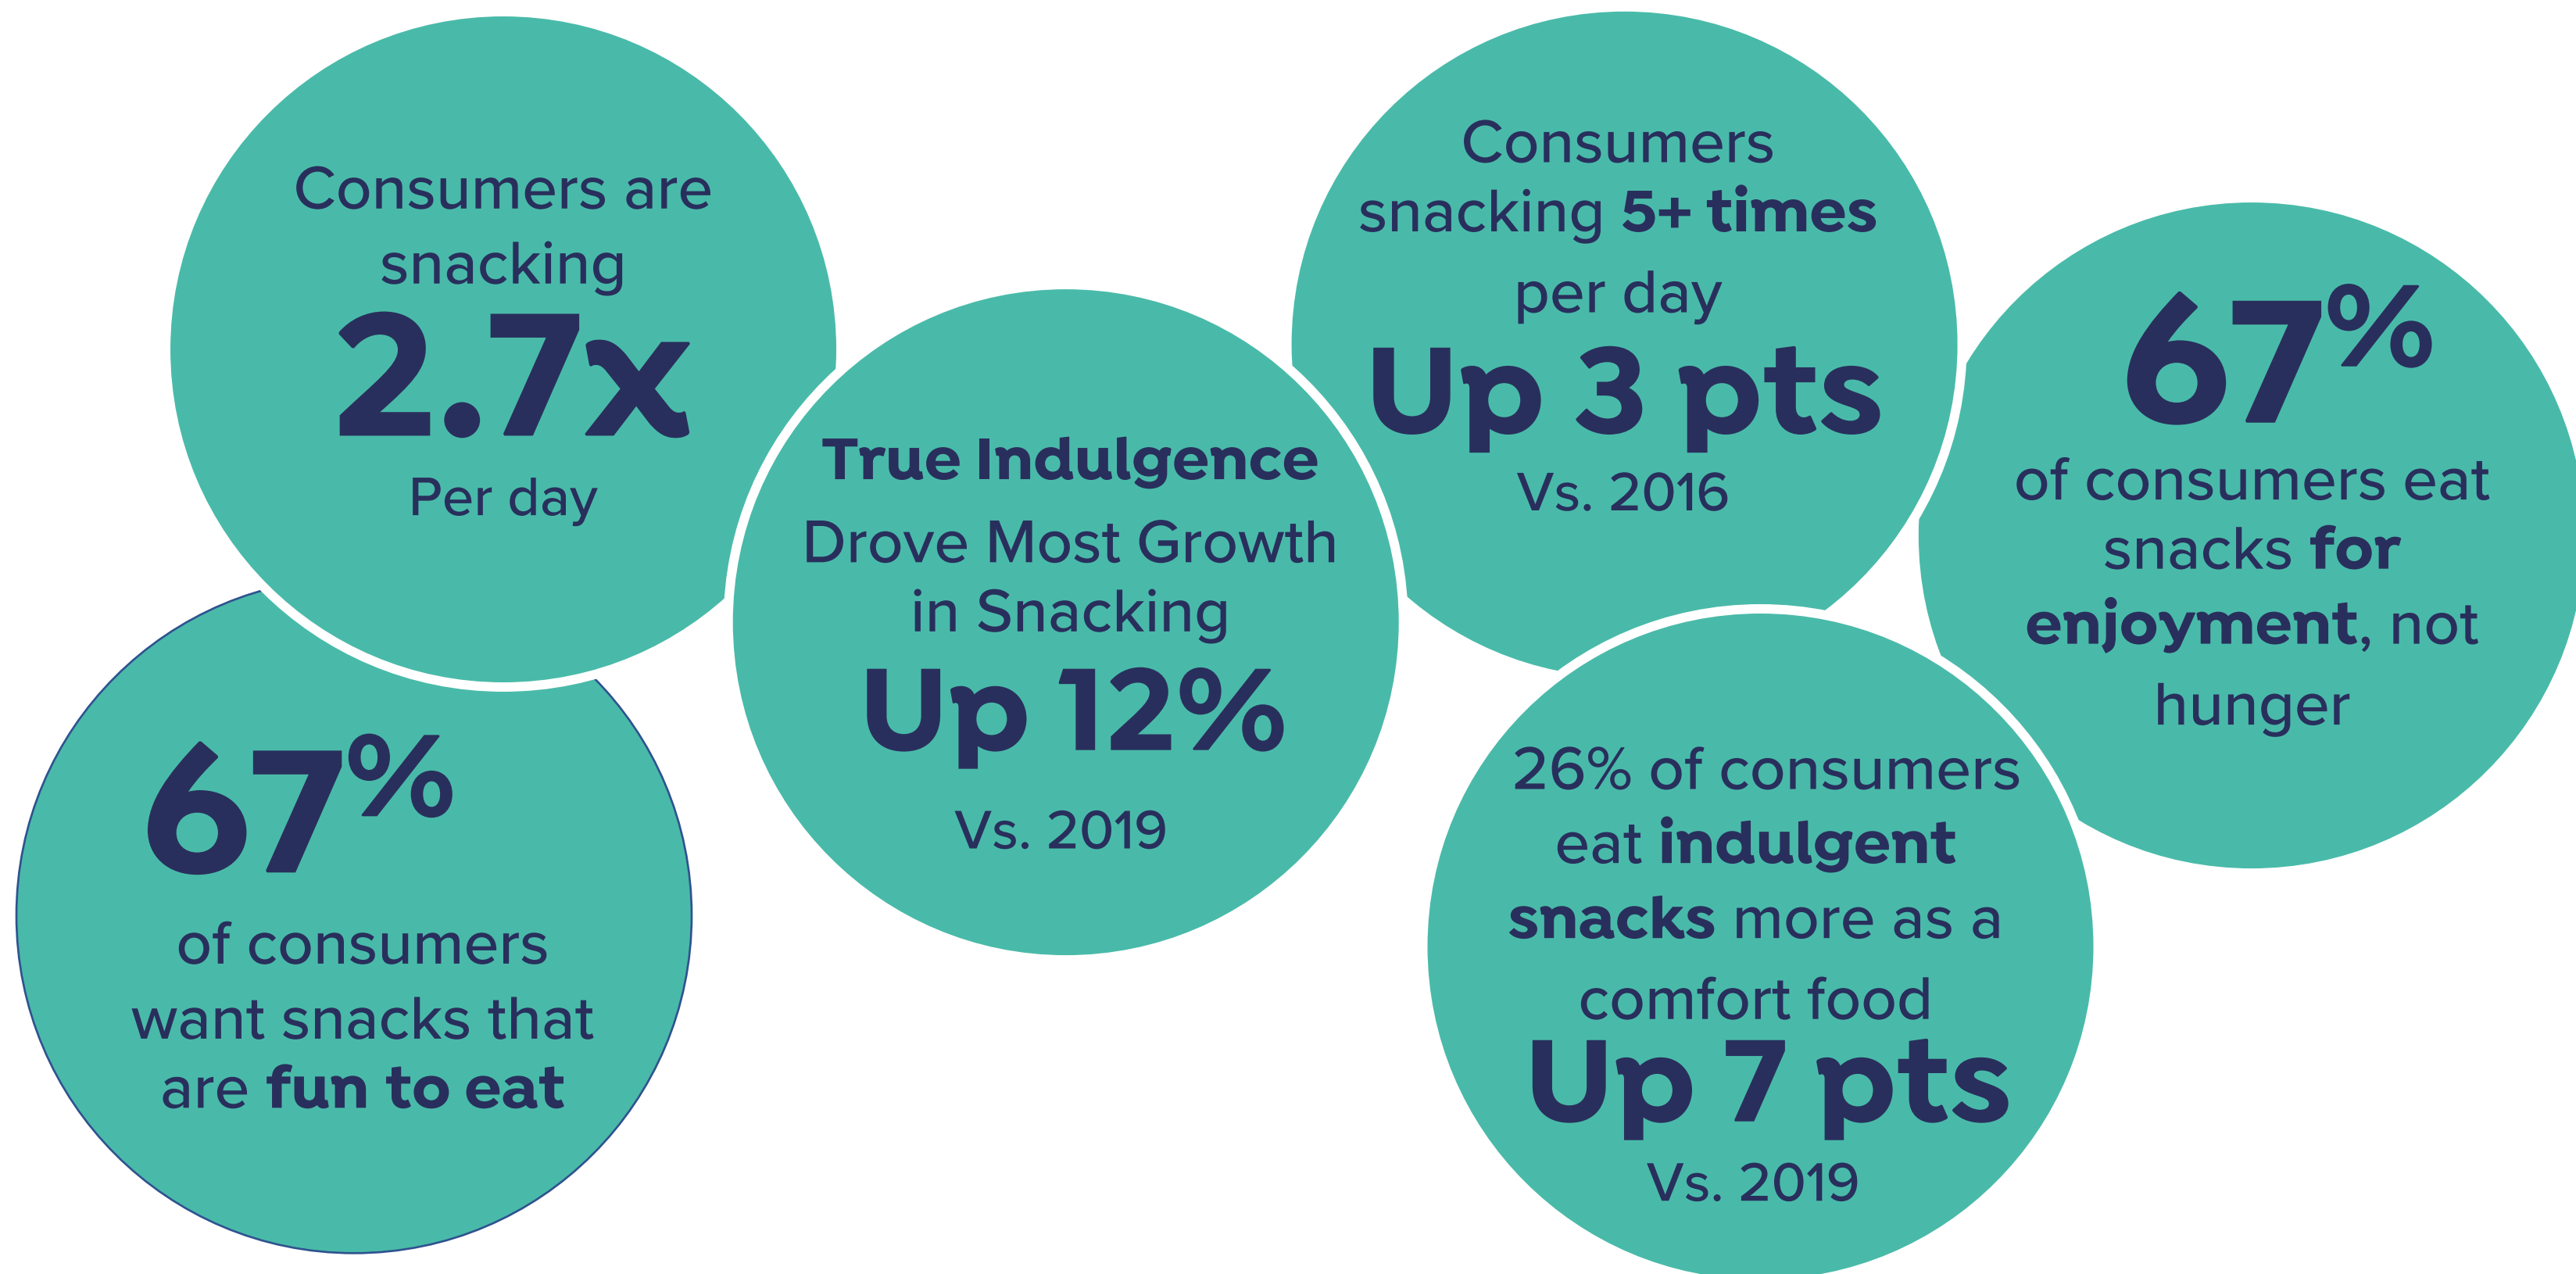 Consumers are
snacking
2.7x
Per day
67%
of consumers
want snacks that
are fun to eat
True Indulgence
Drove Most Growth
in Snacking
Up 12%
Vs. 2019
Consumers
snacking 5+ times
per day
Up 3 pts
Vs. 2016
26% of consumers
eat indulgent
snacks more as a
comfort food
Up 7 pts
Vs. 2019
67%
of consumers eat
snacks for
enjoyment, not
hunger